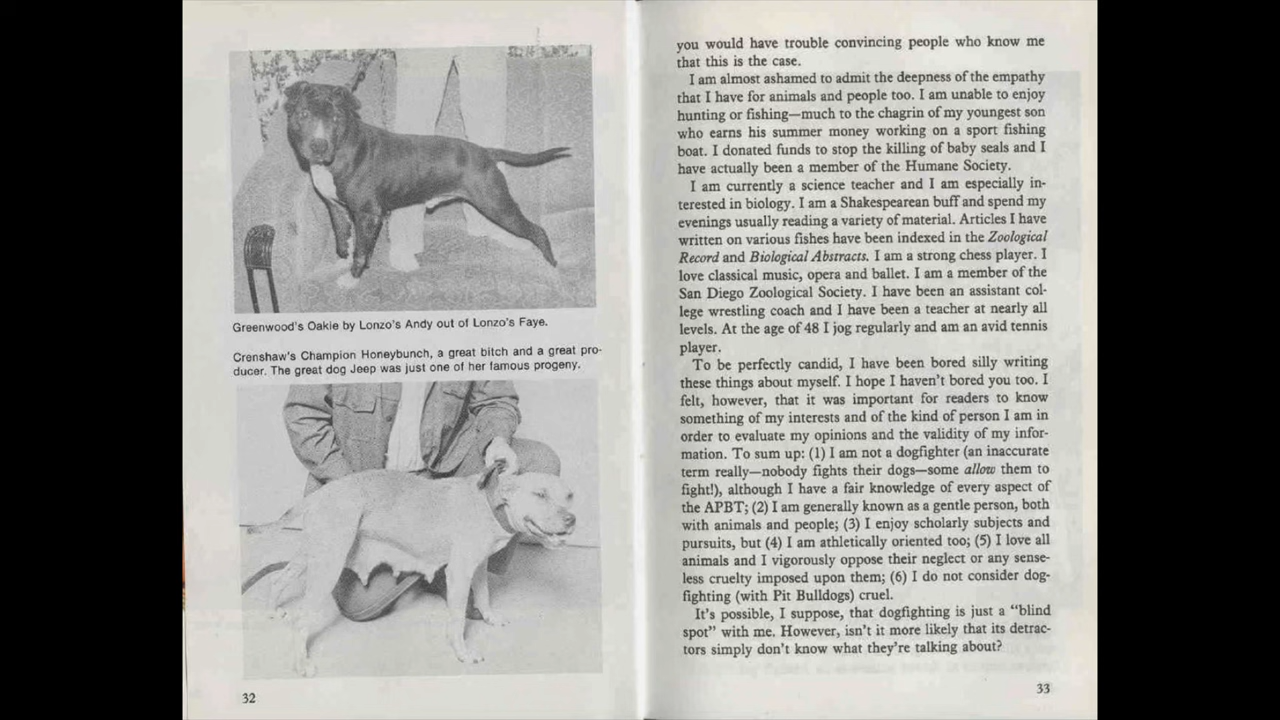 Greenwood's Oakie by Lonzo's Andy out of Lonzo's Faye.
Crenshaw's Champion Honeybunch, a great bitch and a great pro-
ducer. The great dog Jeep was just one of her famous progeny.
32
you would have trouble convincing people who know me
that this is the case.
I am almost ashamed to admit the deepness of the empathy
that I have for animals and people too. I am unable to enjoy
hunting or fishing—much to the chagrin of my youngest son
who earns his summer money working on a sport fishing
boat. I donated funds to stop the killing of baby seals and I
have actually been a member of the Humane Society.
I am currently a science teacher and I am especially in-
terested in biology. I am a Shakespearean buff and spend my
evenings usually reading a variety of material. Articles I have
written on various fishes have been indexed in the Zoological
Record and Biological Abstracts. I am a strong chess player. I
love classical music, opera and ballet. I am a member of the
San Diego Zoological Society. I have been an assistant col-
lege wrestling coach and I have been a teacher at nearly all
levels. At the age of 48 I jog regularly and am an avid tennis
player.
To be perfectly candid, I have been bored silly writing
these things about myself. I hope I haven't bored you too. I
felt, however, that it was important for readers to know
something of my interests and of the kind of person I am in
order to evaluate my opinions and the validity of my infor-
mation. To sum up: (1) I am not a dogfighter (an inaccurate
term really—nobody fights their dogs—some allow them to
fight!), although I have a fair knowledge of every aspect of
the APBT; (2) I am generally known as a gentle person, both
with animals and people; (3) I enjoy scholarly subjects and
pursuits, but (4) I am athletically oriented too; (5) I love all
animals and I vigorously oppose their neglect or any sense-
less cruelty imposed upon them; (6) I do not consider dog-
fighting (with Pit Bulldogs) cruel.
It's possible, I suppose, that dogfighting is just a "blind
spot" with me. However, isn't it more likely that its detrac-
tors simply don't know what they're talking about?
33